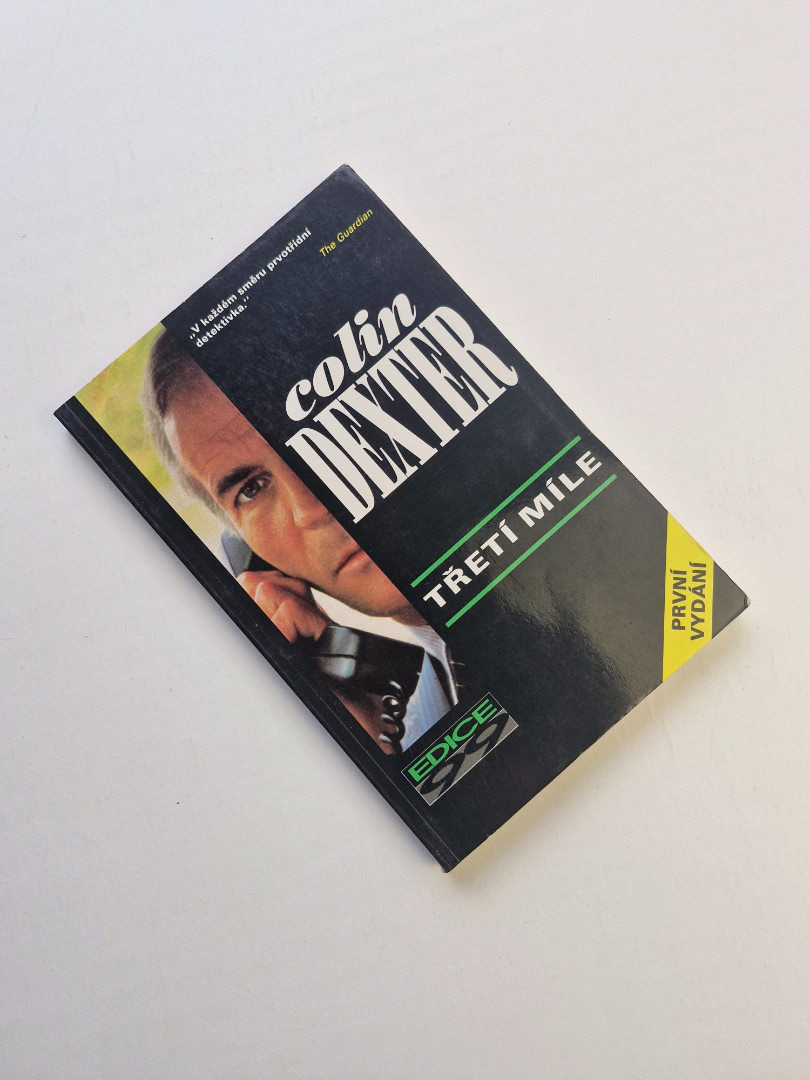 „V každém směru prvotřídní
detektivka.“
The Guardian
colin
DEXTER
TŘETÍ MÍLE
PRVNÍ
VYDÁNÍ
EDICE
99